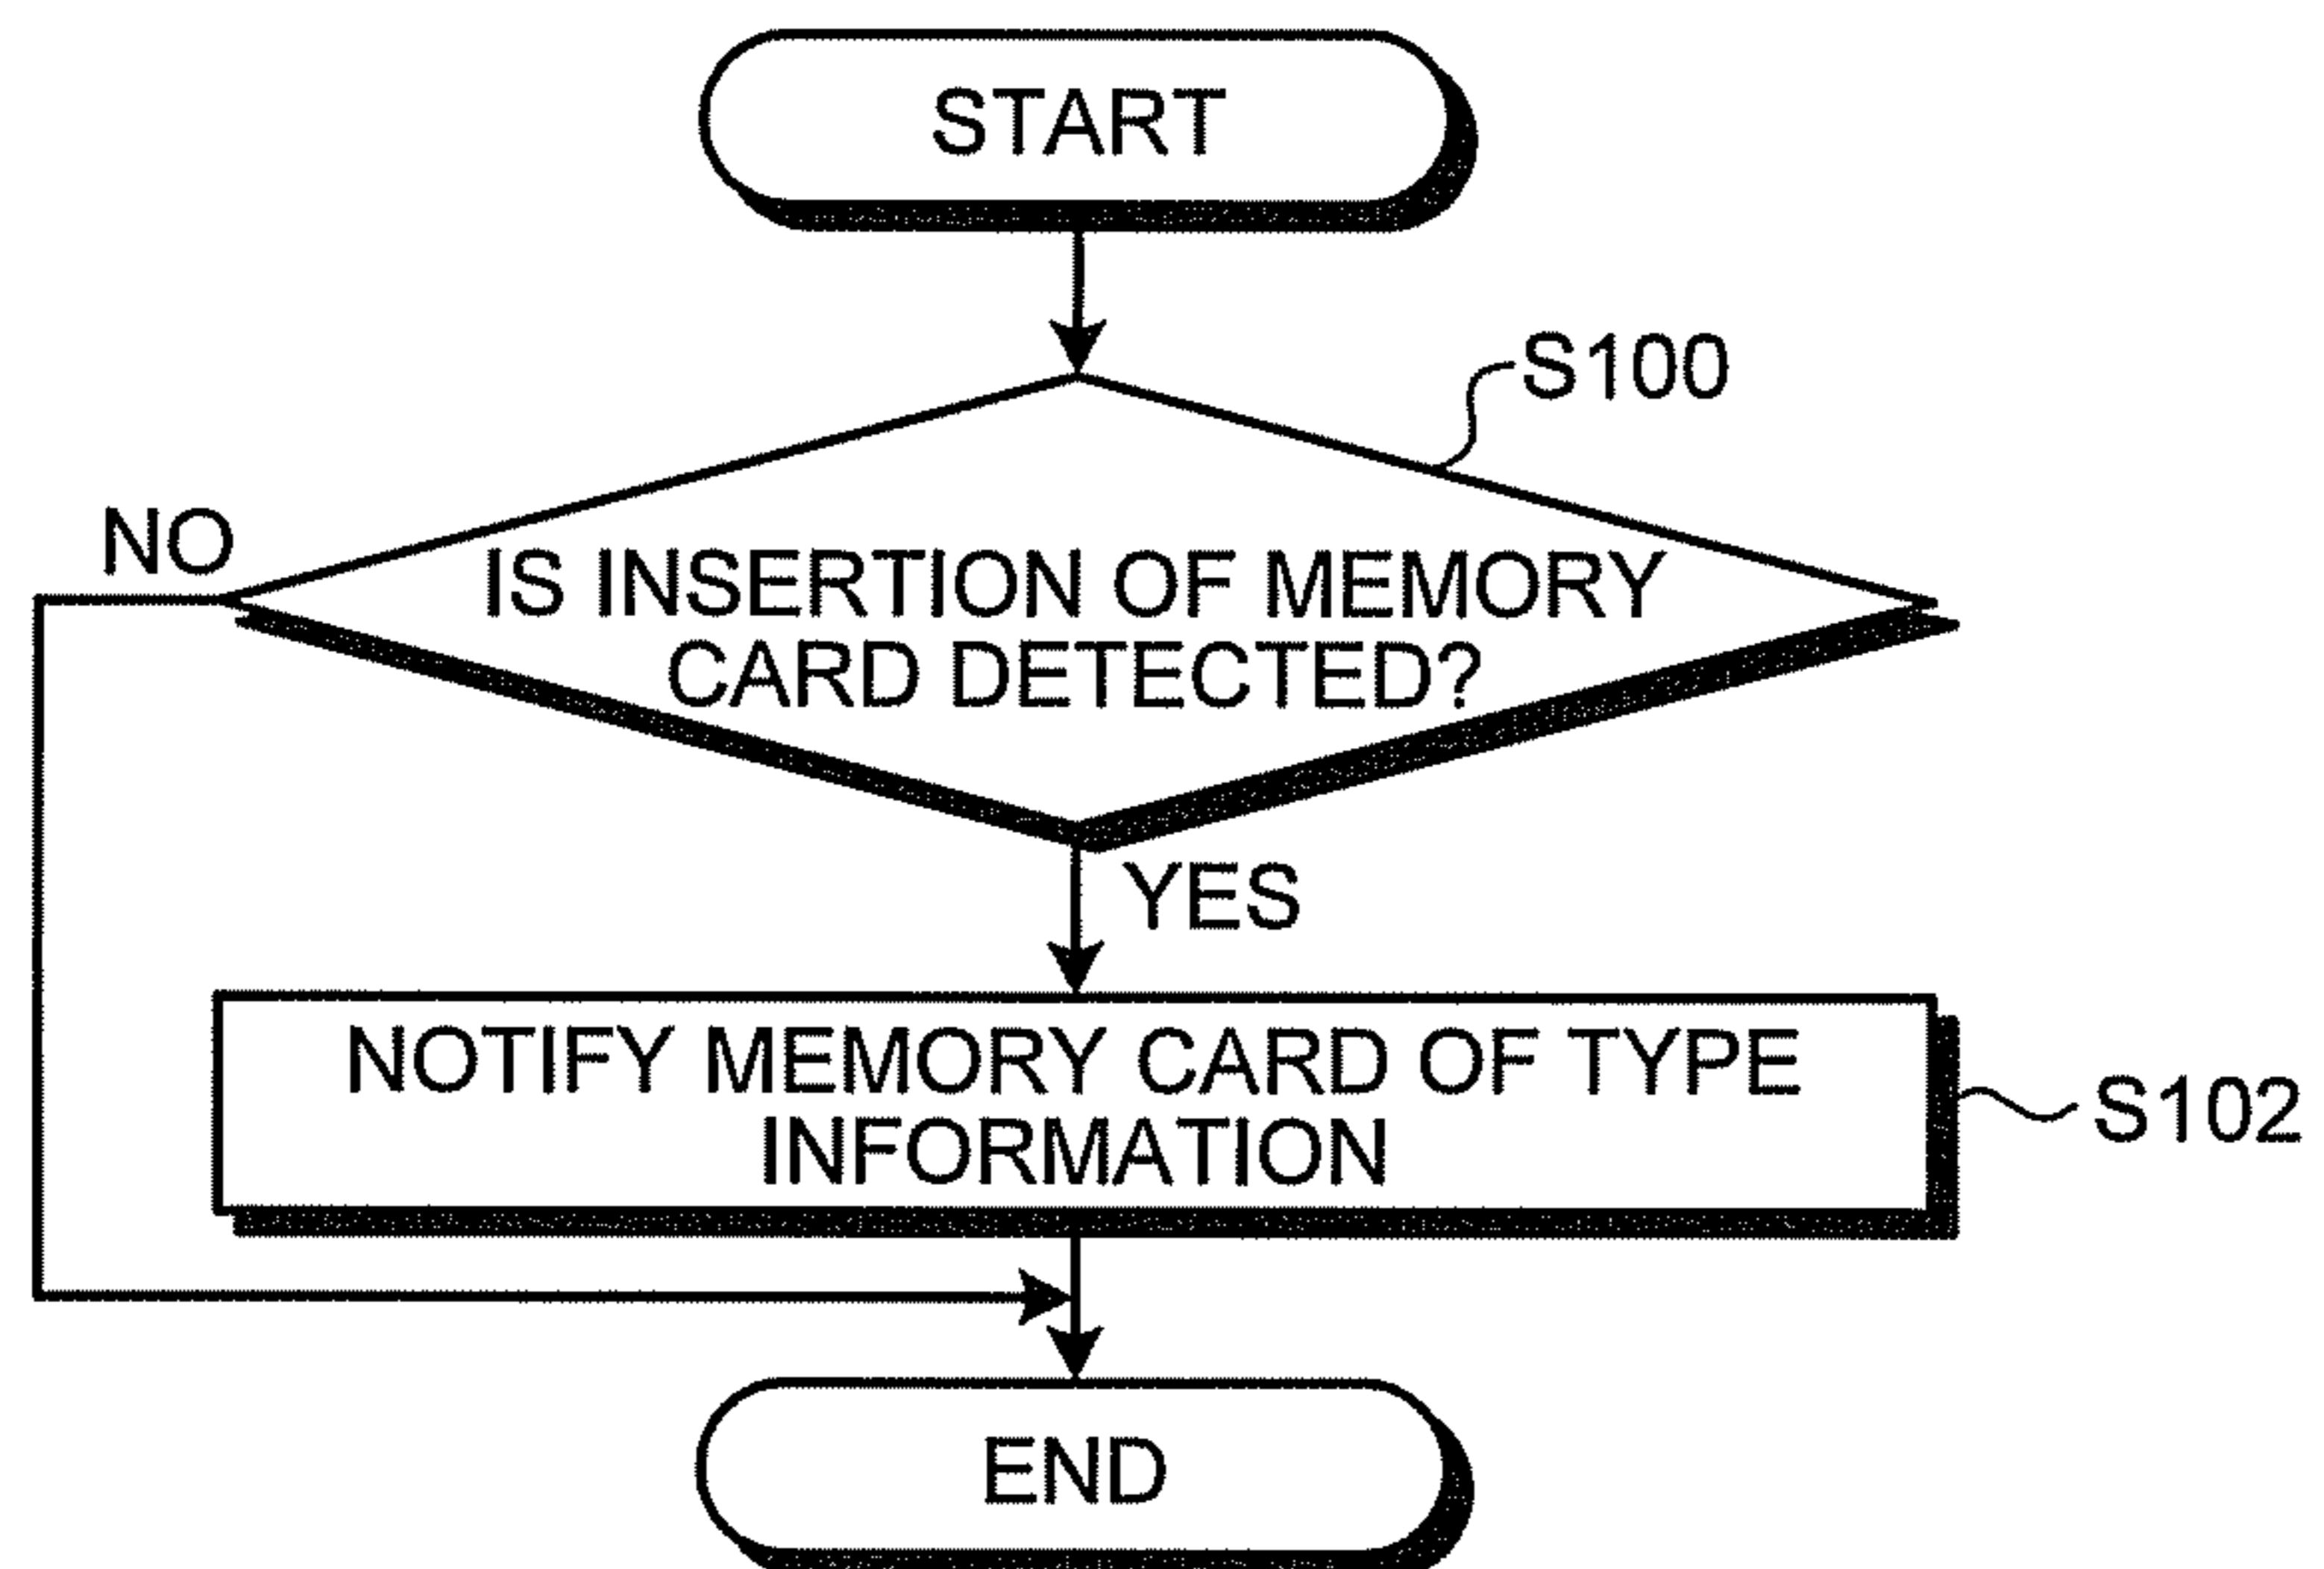 START
S100
NO
IS INSERTION OF MEMORY
CARD DETECTED?
YES
NOTIFY MEMORY CARD OF TYPE
INFORMATION
S102
END